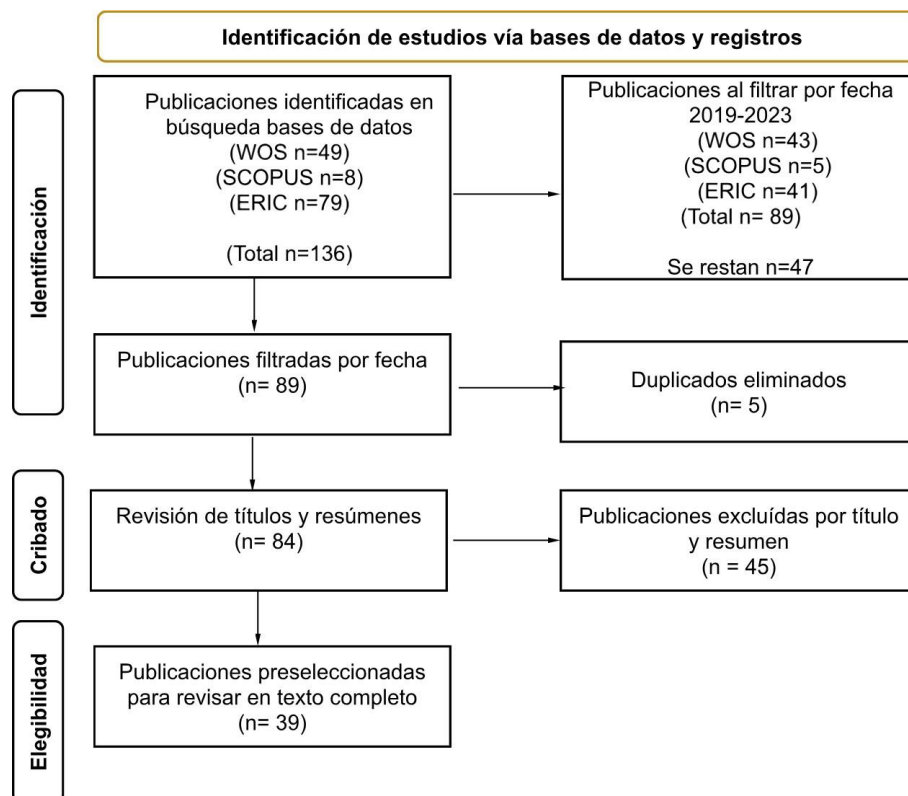 Identificación de estudios vía bases de datos y registros
Identificación
Publicaciones identificadas en
búsqueda bases de datos
(WOS n=49)
(SCOPUS n=8)
(ERIC n=79)
(Total n=136)
Publicaciones al filtrar por fecha
2019-2023
(WOS n=43)
(SCOPUS n=5)
(ERIC n=41)
(Total n= 89)
Se restan n=47
Publicaciones filtradas por fecha
(n= 89)
Duplicados eliminados
(n= 5)
Cribado
Revisión de títulos y resúmenes
(n= 84)
Publicaciones excluídas por título
y resumen
(n = 45)
Elegibilidad
Publicaciones preseleccionadas
para revisar en texto completo
(n= 39)